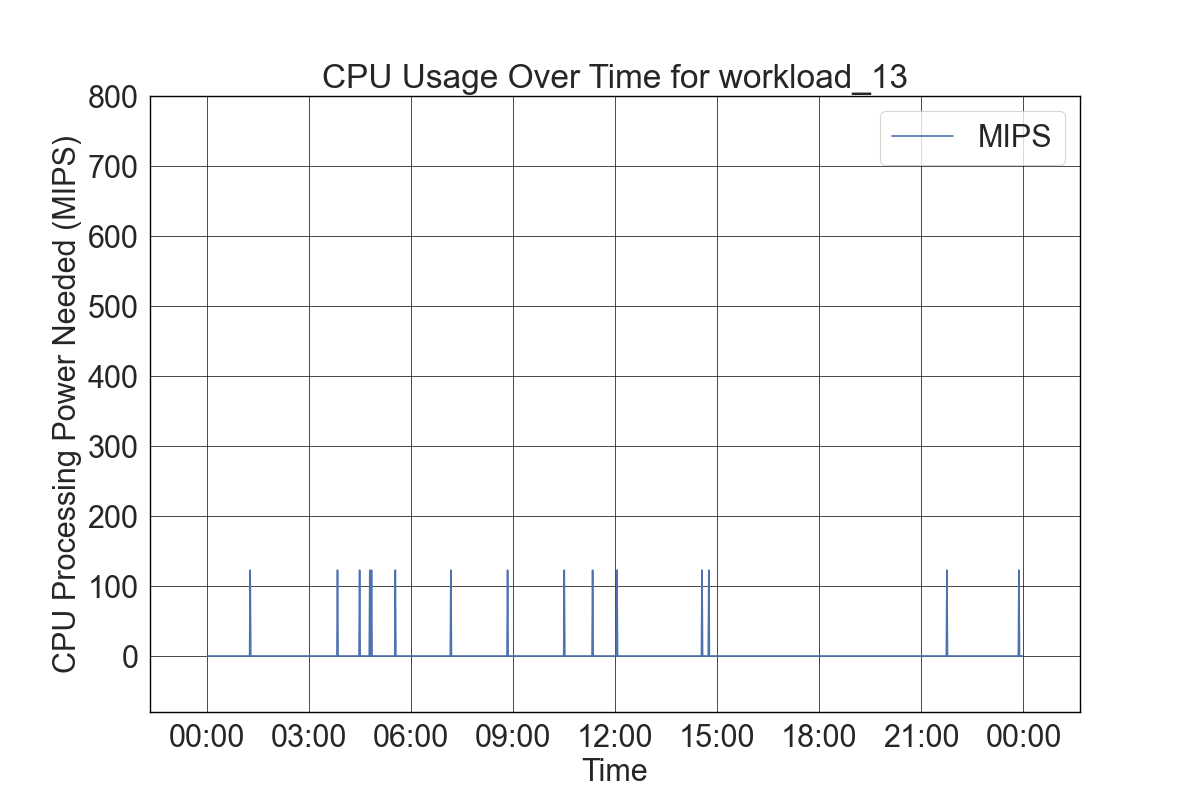 CPU Usage Over Time for workload_13
MIPS
CPU Processing Power Needed (MIPS)
800
700
600
500
400
300
200
100
0
00:00 03:00 06:00 09:00 12:00 15:00 18:00 21:00 00:00
Time